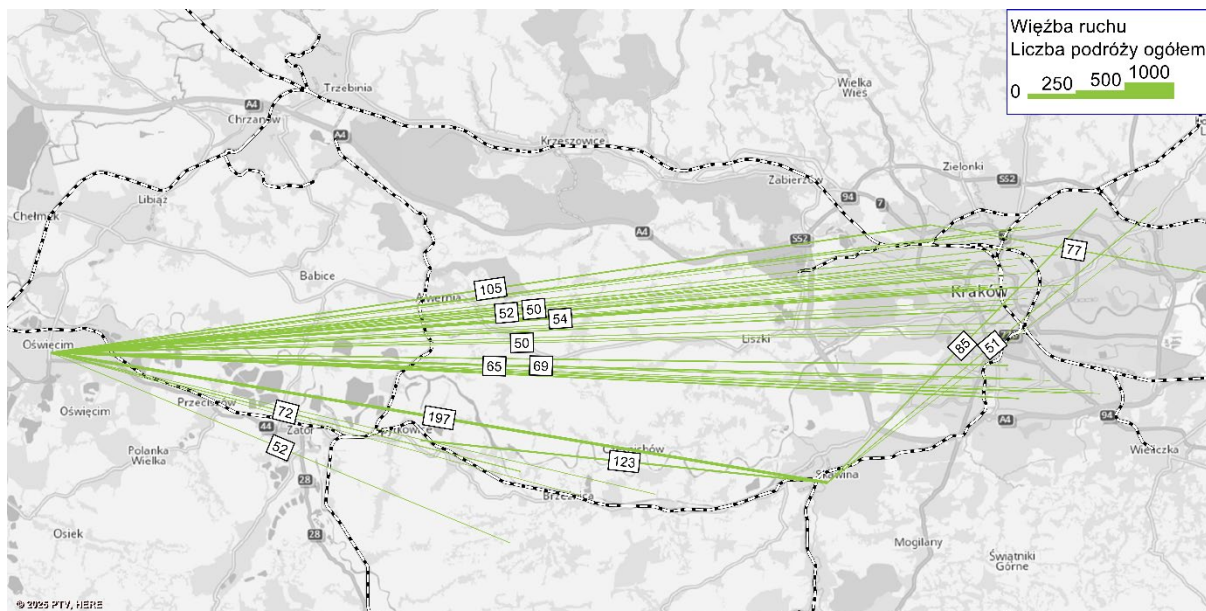 Więźba ruchu
Liczba podróży ogółem
0 250 500 1000
Trzebinia
Wielka
Wieś
A4
Chrzanów
A4
Krzeszowice
Zielonki
Zabierzów
S52
Libiąż
94
7
Chełmek
A4
S52
77
Babice
105
Alwernia
Kraków
52
50
54
Oświęcim
50
Liszki
85
51
65
69
Przeciszów
72
197
Oświęcim
44
Zator
A4
94
Polanka
Wielka
52
123
Wieliczka
Skawina
28
Brzeźnica
Osiek
28
Mogilany
Świątniki
Górne
© 2025 PTV, HERE